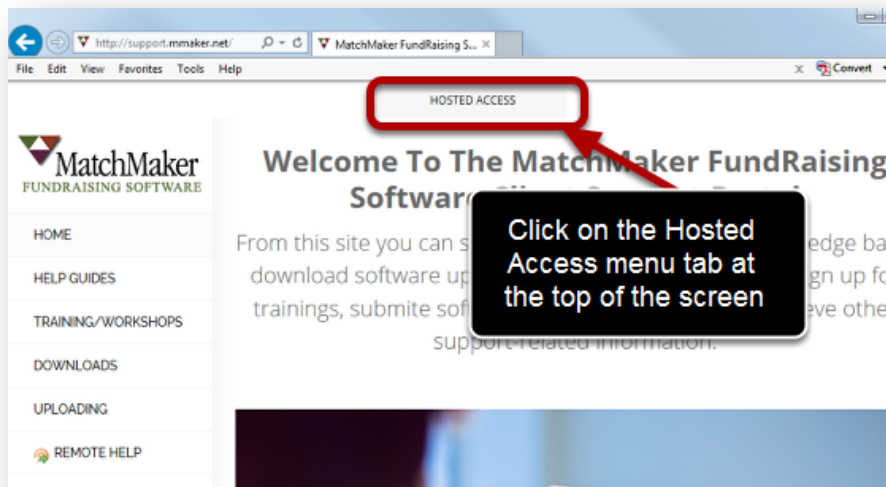 http://support.mmaker.net/
MatchMaker FundRaising S...
File Edit View Favorites Tools Help
Convert
HOSTED ACCESS
MatchMaker
FUNDRAISING SOFTWARE
Welcome To The MatchMaker FundRaising
Software
HOME
HELP GUIDES
TRAINING/WORKSHOPS
DOWNLOADS
UPLOADING
REMOTE HELP
From this site you can s edge ba
download software up gn up fo
trainings, submite sof eve othe
support-related information.
Click on the Hosted
Access menu tab at
the top of the screen